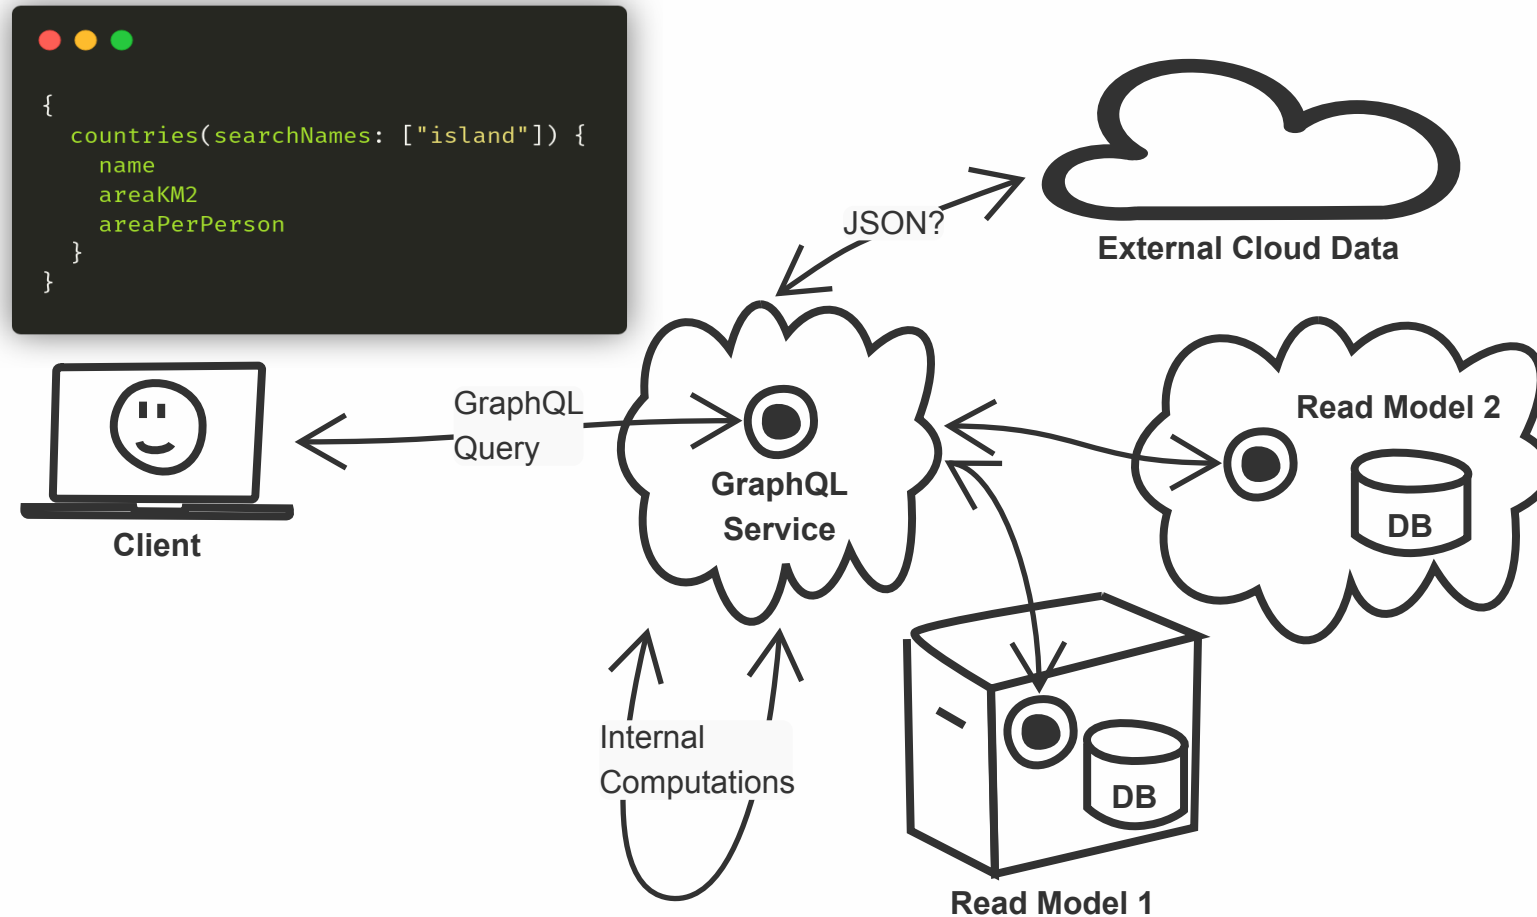 {
  countries(searchNames: ["island"]) {
    name
    areaKM2
    areaPerPerson
  }
}
JSON?
External Cloud Data
GraphQL
Query
Client
GraphQL
Service
Read Model 2
DB
Internal
Computations
DB
Read Model 1